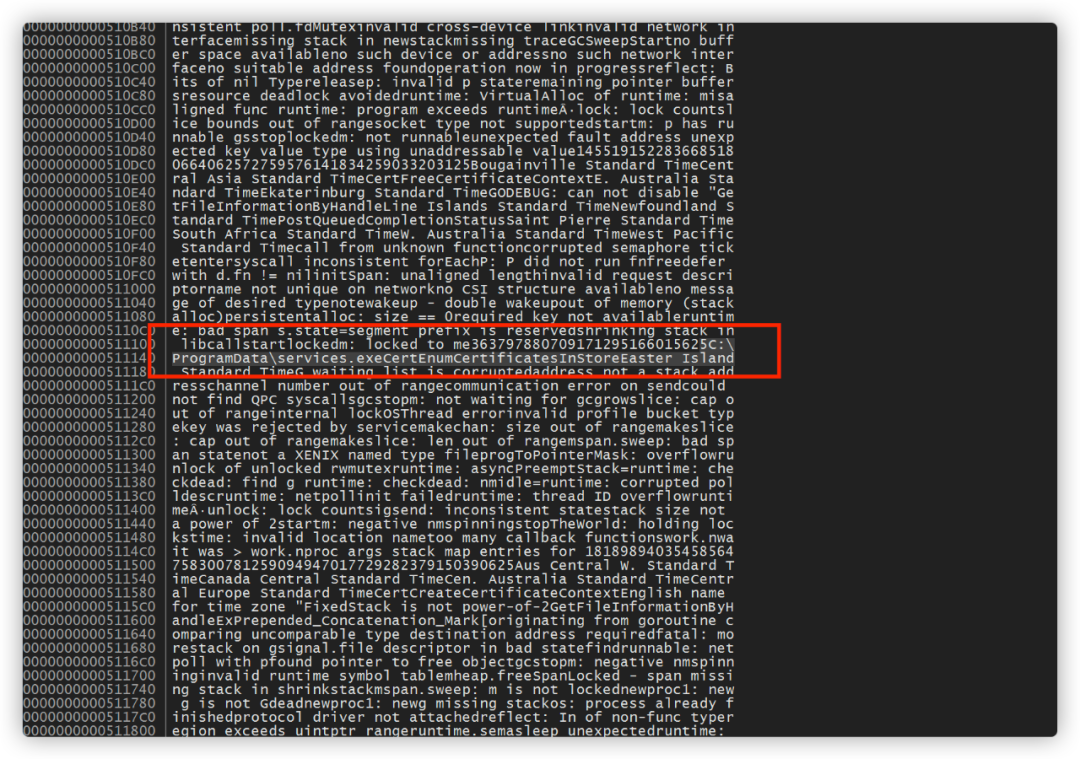 0000000000510B40 nsistent poll.fdMutexinvalid cross-device linkinvalid network in
0000000000510B80 terfacemissing stack in newstackmissing traceGCSweepStartno buff
0000000000510BC0 er space availableno such device or addressno such network inter
0000000000510C00 faceno suitable address foundoperation now in progressreflect: B
0000000000510C40 its of nil Typereleasep: invalid p stateremaining pointer buffer
0000000000510C80 sresource deadlock avoidedruntime: VirtualAlloc of runtime: misa
0000000000510CC0 ligned func runtime: program exceeds runtimeÂ·lock: lock countsl
0000000000510D00 ice bounds out of rangesocket type not supportedstartm: p has ru
0000000000510D40 nnable gsstoplockedm: not runnableunexpected fault address unexp
0000000000510D80 ected key value type using unaddressable value145519152283668518
0000000000510DC0 06640625727595761418342590332031 25Bougainville Standard TimeCent
0000000000510E00 ral Asia Standard TimeCertFreeCertificateContextE. Australia Sta
0000000000510E40 ndard TimeEkaterinburg Standard TimeGODEBUG: can not disable "Ge
0000000000510E80 tFileInformationByHandleLine Islands Standard TimeNewfoundland S
0000000000510EC0 tandard TimePostQueuedCompletionStatusSaint Pierre Standard Time
0000000000510F00 South Africa Standard TimeW. Australia Standard TimeWest Pacific
0000000000510F40  Standard Timecall from unknown functioncorrupted semaphore tick
0000000000510F80 etentersyscall inconsistent forEachP: P did not run fnfreedefer
0000000000510FC0 with d.fn != nilinitSpan: unaligned lengthinvalid request descri
0000000000511000 ptorname not unique on networkno CSI structure availableno messa
0000000000511040 ge of desired typenotewakeup - double wakeupout of memory (stack
0000000000511080 alloc)persistentalloc: size == 0required key not availableruntim
00000000005110C0 e: bad span s.state=segment prefix is reservedshrinking stack in
0000000000511100  libcallstartlockedm: locked to me363797880709171295166015625C:\
0000000000511140 ProgramData\services.exeCertEnumCertificatesInStoreEaster Island
0000000000511180  Standard TimeG waiting list is corruptedaddress not a stack add
00000000005111C0 resschannel number out of rangecommunication error on sendcould
0000000000511200 not find QPC syscallsgcstopm: not waiting for gcgrowslice: cap o
0000000000511240 ut of rangeinternal lockOSThread errorinvalid profile bucket typ
0000000000511280 ekey was rejected by servicemakechan: size out of rangemakeslice
00000000005112C0 : cap out of rangemakeslice: len out of rangemspan.sweep: bad sp
0000000000511300 an statenot a XENIX named type fileprogToPointerMask: overflowru
0000000000511340 nlock of unlocked rwmutexruntime: asyncPreemptStack=runtime: che
0000000000511380 ckdead: find g runtime: checkdead: nmidle=runtime: corrupted pol
00000000005113C0 ldescruntime: netpollinit failedruntime: thread ID overflowrunti
0000000000511400 meÂ·unlock: lock countsigsend: inconsistent statestack size not
0000000000511440 a power of 2startm: negative nmspinningstopTheWorld: holding loc
0000000000511480 kstime: invalid location nametoo many callback functionswork.nwa
00000000005114C0 it was > work.nproc args stack map entries for 18189894035458564
0000000000511500 758300781259094947017729282379150390625Aus Central W. Standard T
0000000000511540 imeCanada Central Standard TimeCen. Australia Standard TimeCentr
0000000000511580 al Europe Standard TimeCertCreateCertificateContextEnglish name
00000000005115C0 for time zone "FixedStack is not power-of-2GetFileInformationByH
0000000000511600 andleExPrepended_Concatenation_Mark[originating from goroutine c
0000000000511640 omparing uncomparable type destination address requiredfatal: mo
0000000000511680 restack on gsignal.file descriptor in bad statefindrunnable: net
00000000005116C0 poll with pfound pointer to free objectgcstopm: negative nmspinn
0000000000511700 inginvalid runtime symbol tablemheap.freeSpanLocked - span missi
0000000000511740 ng stack in shrinkstackmspan.sweep: m is not lockednewproc1: new
0000000000511780  g is not Gdeadnewproc1: newg missing stackos: process already f
00000000005117C0 inishedprotocol driver not attachedreflect: In of non-func typer
0000000000511800 egion exceeds uintptr rangeruntime.semasleep unexpectedruntime: